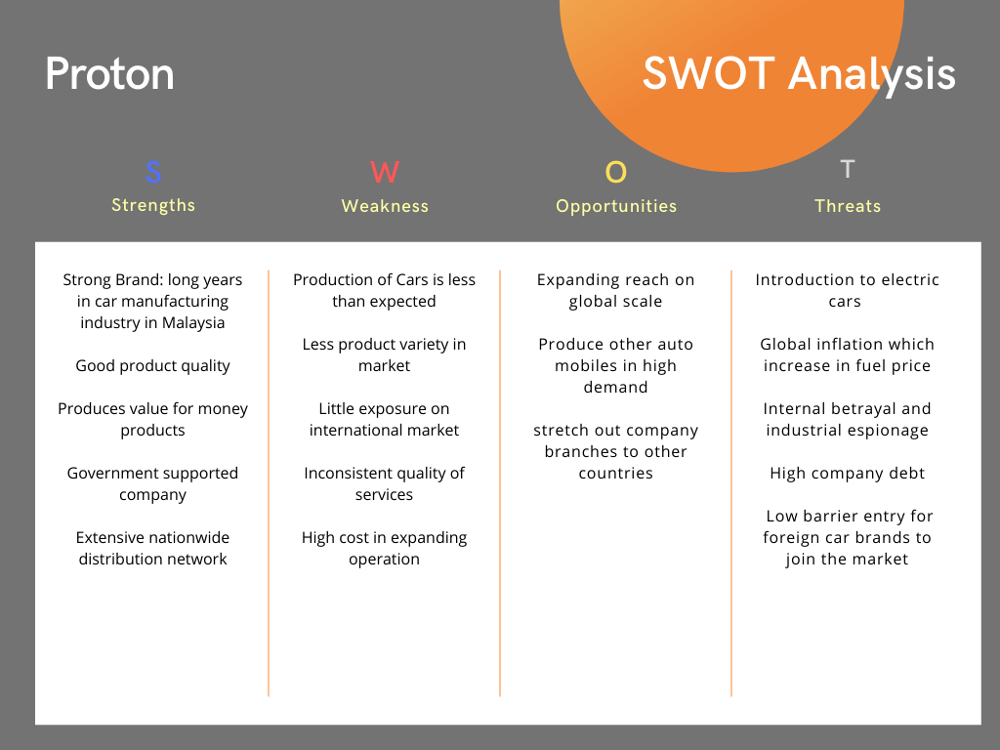 Proton
SWOT Analysis
S
Strengths
W
Weakness
O
Opportunities
T
Threats
Strong Brand: long years
in car manufacturing
industry in Malaysia
Good product quality
Produces value for money
products
Government supported
company
Extensive nationwide
distribution network
Production of Cars is less
than expected
Less product variety in
market
Little exposure on
international market
Inconsistent quality of
services
High cost in expanding
operation
Expanding reach on
global scale
Produce other auto
mobiles in high
demand
stretch out company
branches to other
countries
Introduction to electric
cars
Global inflation which
increase in fuel price
Internal betrayal and
industrial espionage
High company debt
Low barrier entry for
foreign car brands to
join the market